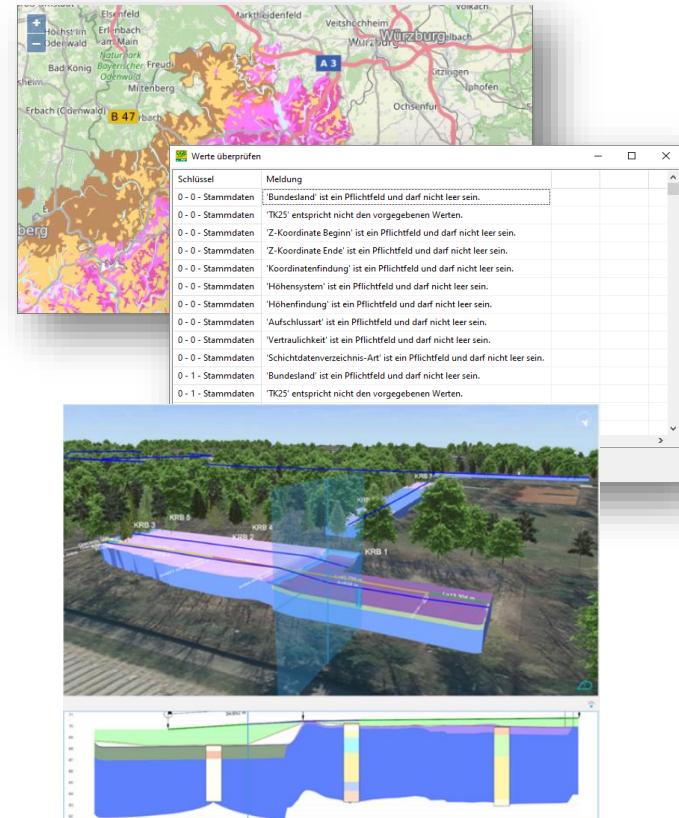 Elsenfeld
Marktheidenfeld
Volkach
Erlenbach
am Main
Veitshöchheim
Würzburg
Odenwald
Naturpark
Bayerischer
Odenwald
Bad König
Freud
A 3
Kitzingen
Iphofen
Miltenberg
Ochsenfur
Erbach (Odenwald)
B 47
berg
Werte überprüfen
Schlüssel Meldung
0 - 0 - Stammdaten 'Bundesland' ist ein Pflichtfeld und darf nicht leer sein.
0 - 0 - Stammdaten 'TK25' entspricht nicht den vorgegebenen Werten.
0 - 0 - Stammdaten 'Z-Koordinate Beginn' ist ein Pflichtfeld und darf nicht leer sein.
0 - 0 - Stammdaten 'Z-Koordinate Ende' ist ein Pflichtfeld und darf nicht leer sein.
0 - 0 - Stammdaten 'Koordnatenfindung' ist ein Pflichtfeld und darf nicht leer sein.
0 - 0 - Stammdaten 'Höhensystem' ist ein Pflichtfeld und darf nicht leer sein.
0 - 0 - Stammdaten 'Höhenfindung' ist ein Pflichtfeld und darf nicht leer sein.
0 - 0 - Stammdaten 'Aufschlussart' ist ein Pflichtfeld und darf nicht leer sein.
0 - 0 - Stammdaten 'Vertraulichkeit' ist ein Pflichtfeld und darf nicht leer sein.
0 - 0 - Stammdaten 'Schichtdatenverzeichnis-Art' ist ein Pflichtfeld und darf nicht leer sein.
0 - 1 - Stammdaten 'Bundesland' ist ein Pflichtfeld und darf nicht leer sein.
0 - 1 - Stammdaten 'TK25' entspricht nicht den vorgegebenen Werten.
KRB 5
KRB 3
KRB 4
KRB 2
KRB 1